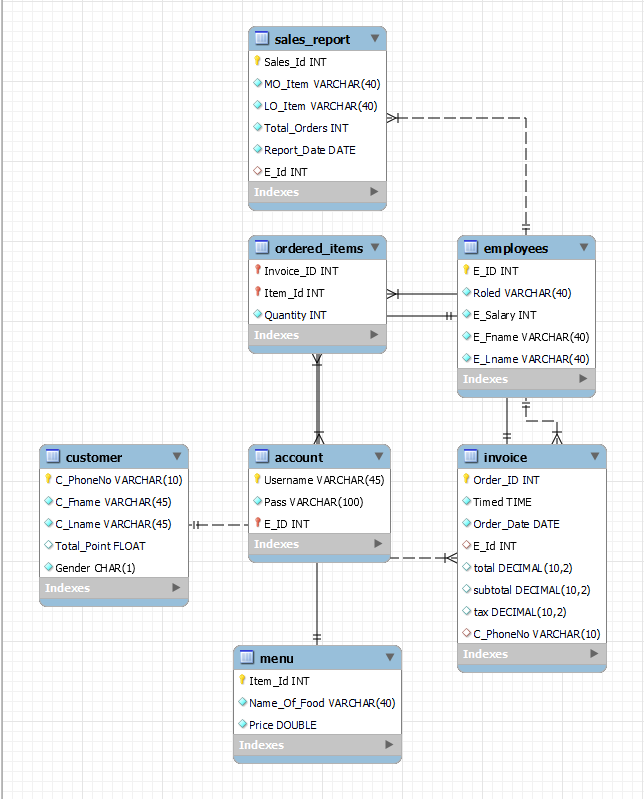 sales_report
Sales_Id INT
MO_Item VARCHAR(40)
LO_Item VARCHAR(40)
Total_Orders INT
Report_Date DATE
E_Id INT
Indexes
ordered_items
Invoice_ID INT
Item_Id INT
Quantity INT
Indexes
employees
E_ID INT
Roled VARCHAR(40)
E_Salary INT
E_Fname VARCHAR(40)
E_Lname VARCHAR(40)
Indexes
customer
C_PhoneNo VARCHAR(10)
C_Fname VARCHAR(45)
C_Lname VARCHAR(45)
Total_Point FLOAT
Gender CHAR(1)
Indexes
account
Username VARCHAR(45)
Pass VARCHAR(100)
E_ID INT
Indexes
invoice
Order_ID INT
Timed TIME
Order_Date DATE
E_Id INT
total DECIMAL(10,2)
subtotal DECIMAL(10,2)
tax DECIMAL(10,2)
C_PhoneNo VARCHAR(10)
Indexes
menu
Item_Id INT
Name_Of_Food VARCHAR(40)
Price DOUBLE
Indexes